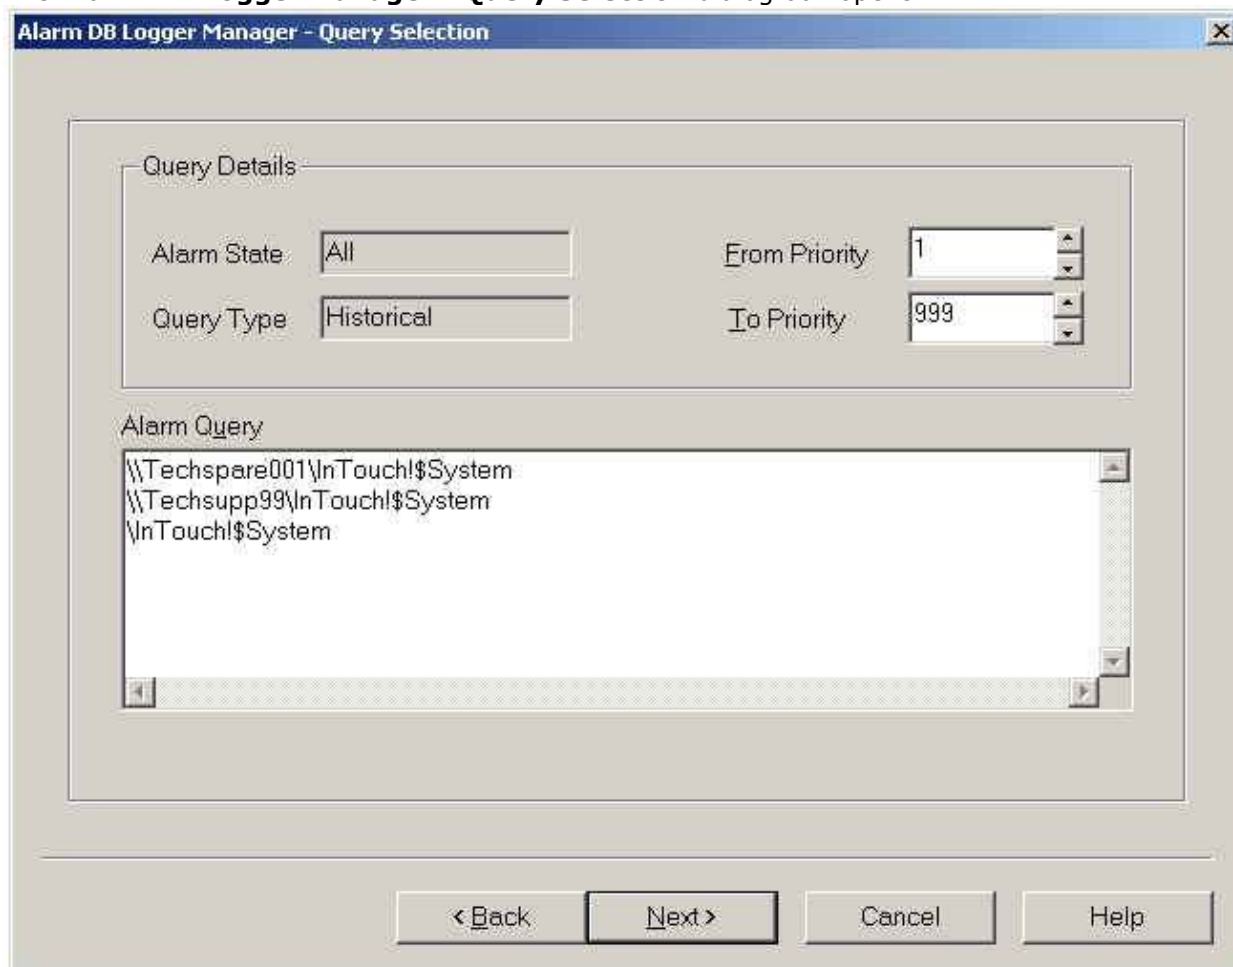 Alarm DB Logger Manager - Query Selection
Query Details
Alarm State All From Priority 1
Query Type Historical To Priority 999
Alarm Query
\\Techspare001\InTouch!$System
\\Techsupp99\InTouch!$System
\InTouch!$System
< Back Next > Cancel Help